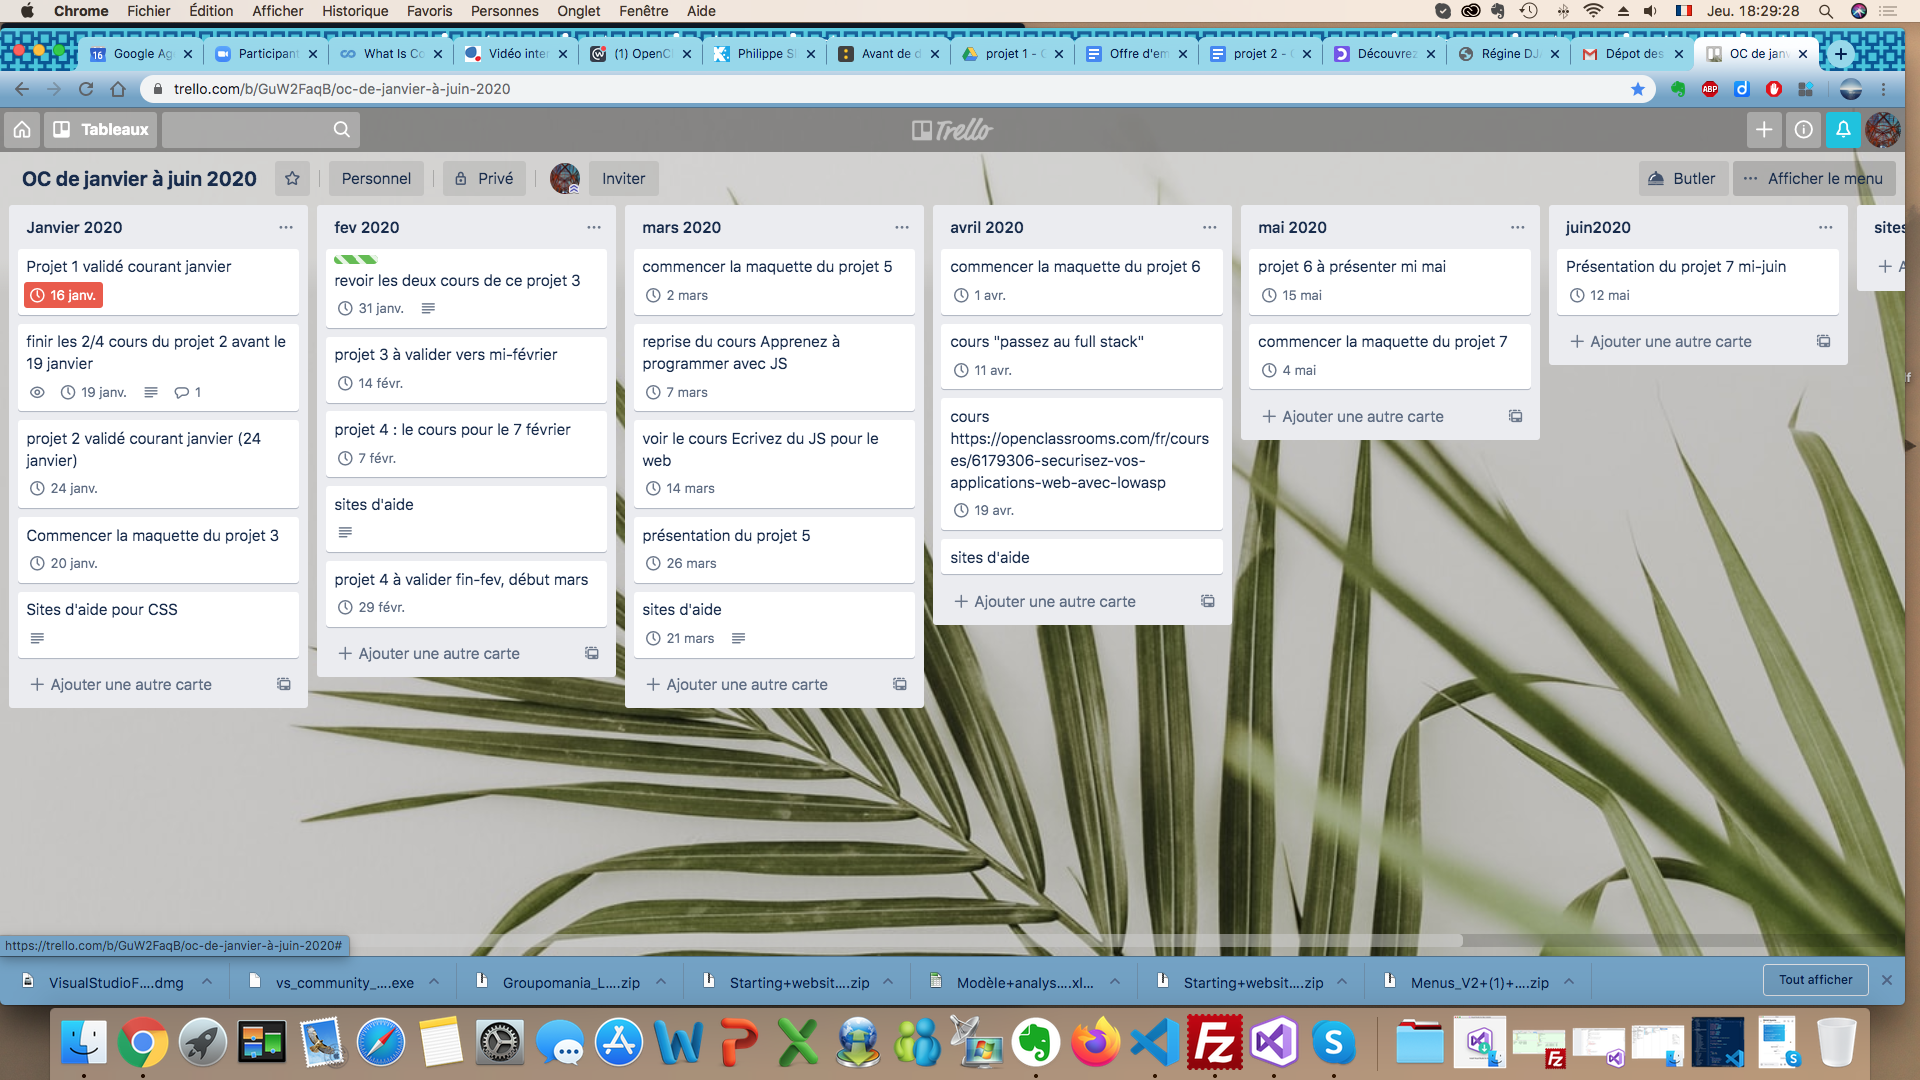 Chrome Fichier Édition Afficher Historique Favoris Personnes Onglet Fenêtre Aide Jeu. 18:29:28
16 Google Age Participant What Is Co Vidéo inter (1) OpenCl Philippe S Avant de d projet 1 - Offre d'em projet 2 - Découvrez Régine DJ Dépot des OC de janv
trello.com/b/GuW2FaqB/oc-de-janvier-à-juin-2020 ABP d
Tableaux Trello
OC de janvier à juin 2020 Personnel Privé Inviter Butler Afficher le menu
Janvier 2020
Projet 1 validé courant janvier
16 janv.
finir les 2/4 cours du projet 2 avant le
19 janvier
19 janv. 1
projet 2 validé courant janvier (24
janvier)
24 janv.
Commencer la maquette du projet 3
20 janv.
Sites d'aide pour CSS
Ajouter une autre carte
fev 2020
revoir les deux cours de ce projet 3
31 janv.
projet 3 à valider vers mi-février
14 févr.
projet 4 : le cours pour le 7 février
7 févr.
sites d'aide
projet 4 à valider fin-fev, début mars
29 févr.
Ajouter une autre carte
mars 2020
commencer la maquette du projet 5
2 mars
reprise du cours Apprenez à
programmer avec JS
7 mars
voir le cours Ecrivez du JS pour le
web
14 mars
présentation du projet 5
26 mars
sites d'aide
21 mars
Ajouter une autre carte
avril 2020
commencer la maquette du projet 6
1 avr.
cours "passez au full stack"
11 avr.
cours
https://openclassrooms.com/fr/cours
es/6179306-securisez-vos-
applications-web-avec-lowasp
19 avr.
sites d'aide
Ajouter une autre carte
mai 2020
projet 6 à présenter mi mai
15 mai
commencer la maquette du projet 7
4 mai
Ajouter une autre carte
juin2020
Présentation du projet 7 mi-juin
12 mai
Ajouter une autre carte
sites
https://trello.com/b/GuW2FaqB/oc-de-janvier-à-juin-2020#
VisualStudioF....dmg vs_community_....exe Groupomania_L....zip Starting+websit....zip Modèle+analys....xl... Starting+websit....zip Menus_V2+(1)+....zip Tout afficher